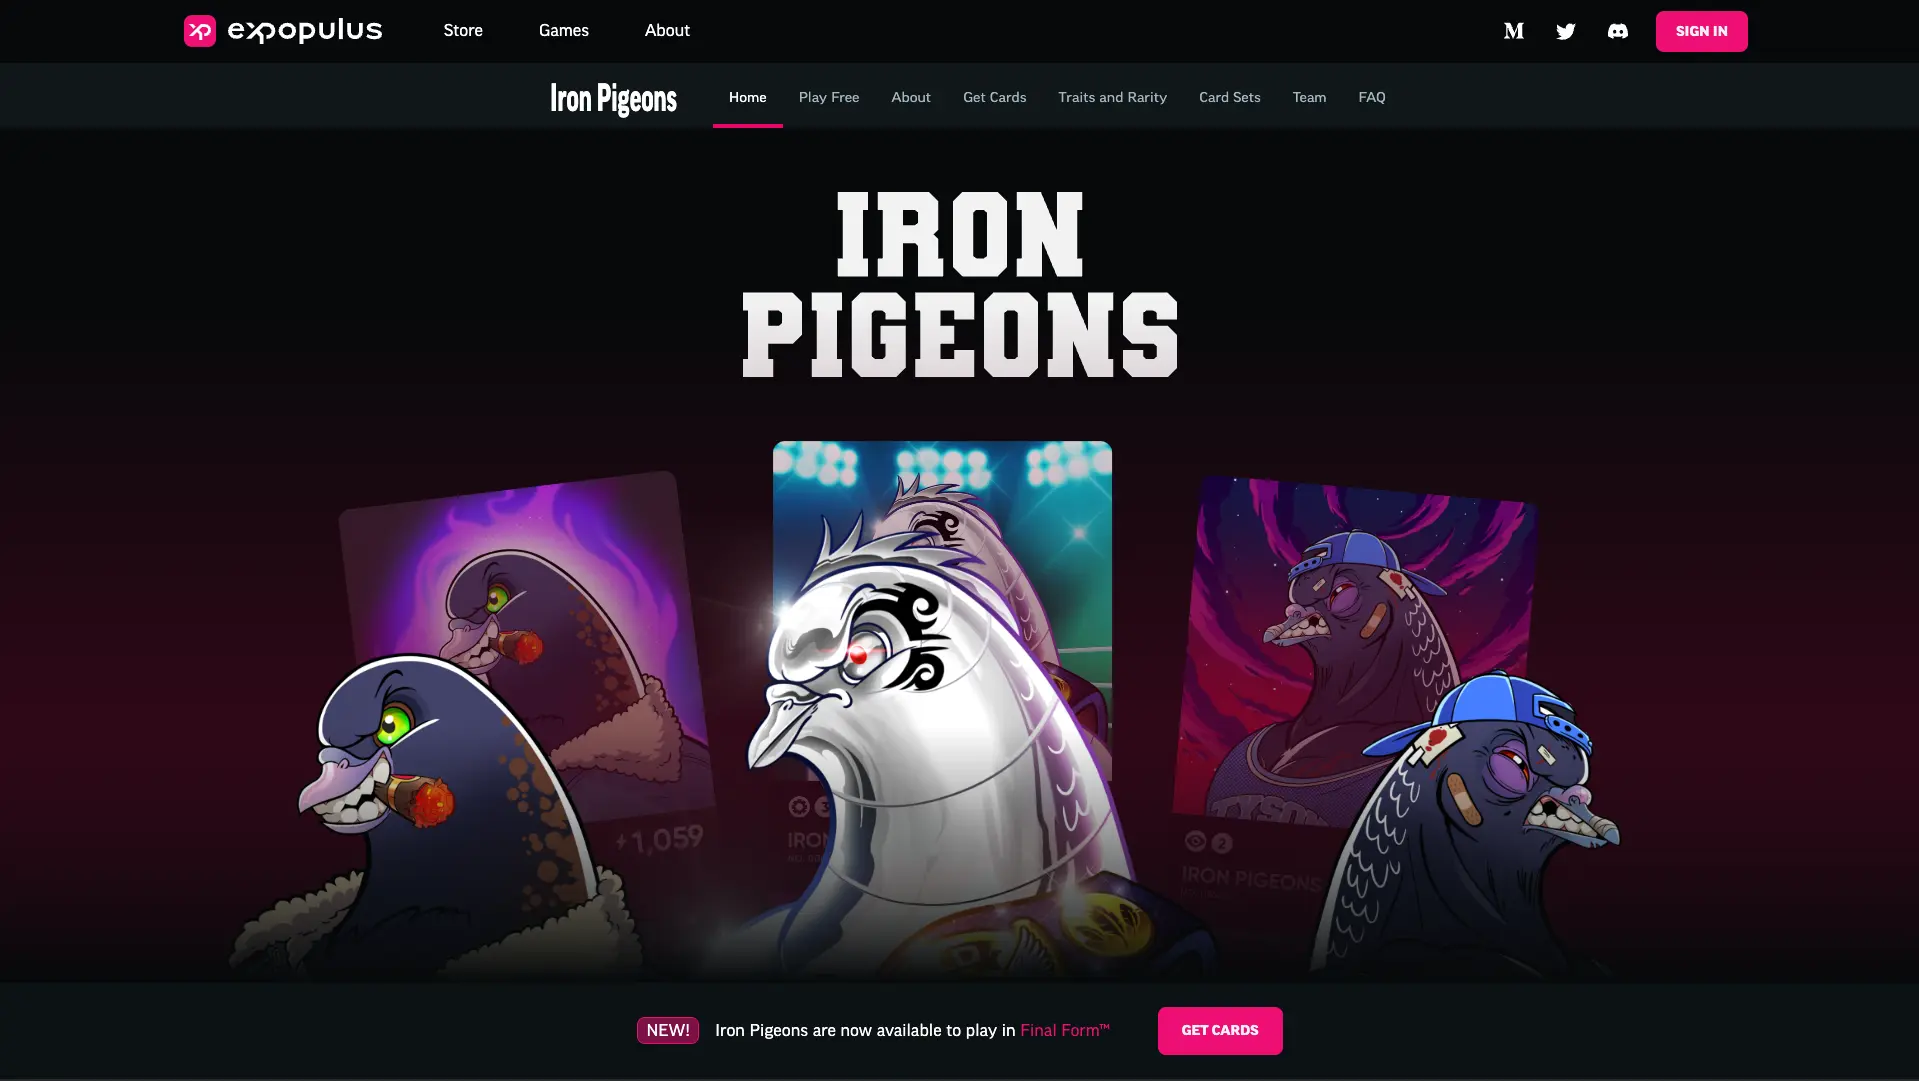 expopulus
Store
Games
About
SIGN IN
Iron Pigeons
Home
Play Free
About
Get Cards
Traits and Rarity
Card Sets
Team
FAQ
IRON
PIGEONS
1,059
3
IRON
TYSON
2
IRON PIGEONS
NEW!
Iron Pigeons are now available to play in Final Form™
GET CARDS